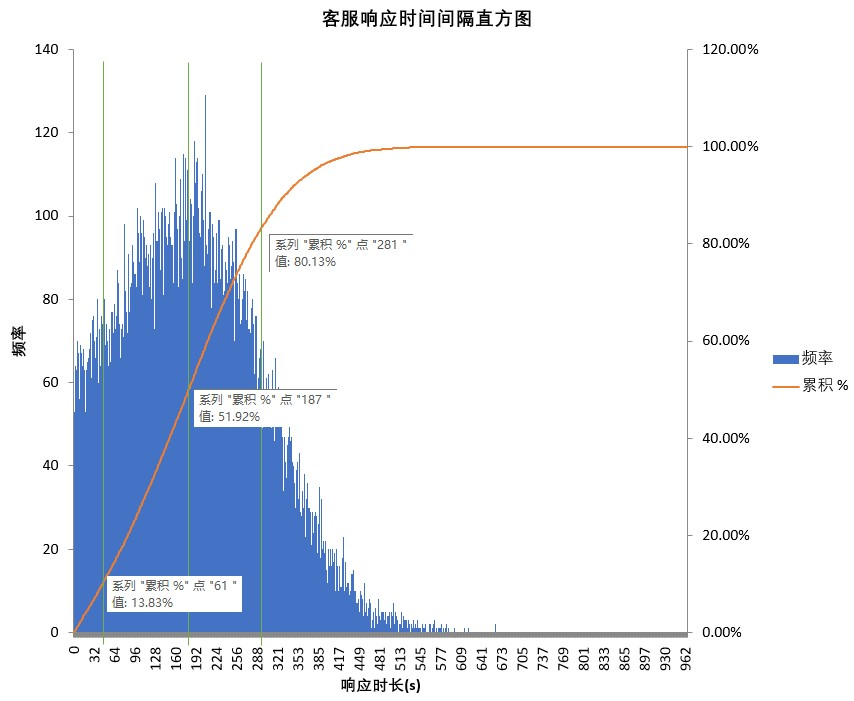 客服响应时间间隔直方图
140
120
100
80
60
40
20
0
频率
120.00%
100.00%
80.00%
60.00%
40.00%
20.00%
0.00%
系列 "累积 %" 点 "281 "
值: 80.13%
系列 "累积 %" 点 "187 "
值: 51.92%
系列 "累积 %" 点 "61 "
值: 13.83%
频率
累积 %
0 32 64 96 128 160 192 224 256 288 321 353 385 417 449 481 513 545 577 609 641 673 705 737 769 801 833 865 897 930 962
响应时长(s)